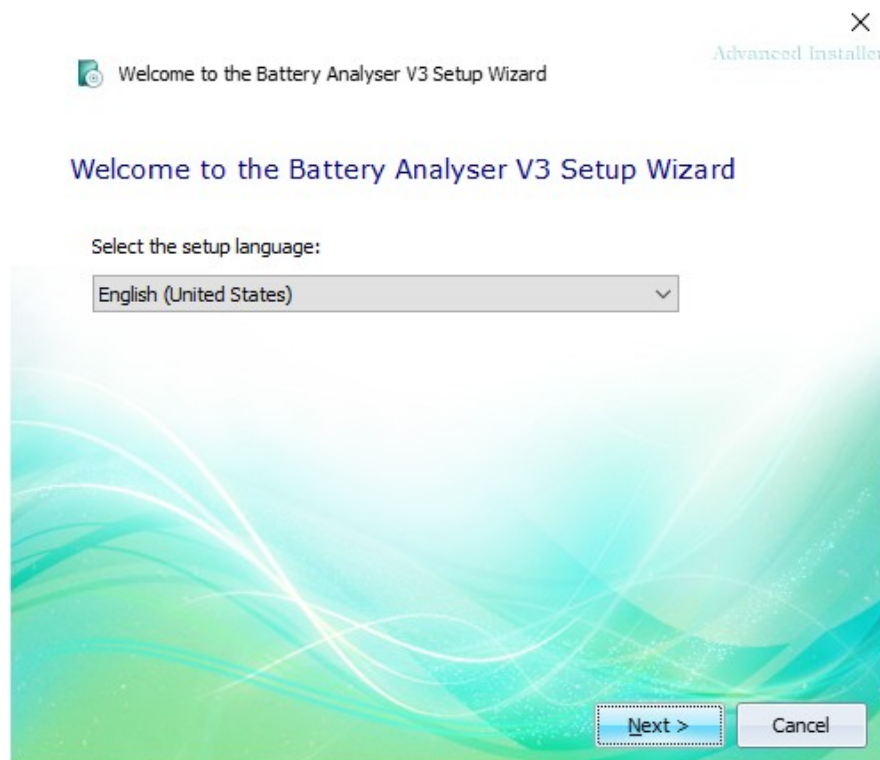 Advanced Installer
Welcome to the Battery Analyser V3 Setup Wizard
Welcome to the Battery Analyser V3 Setup Wizard
Select the setup language:
English (United States)
Next >
Cancel